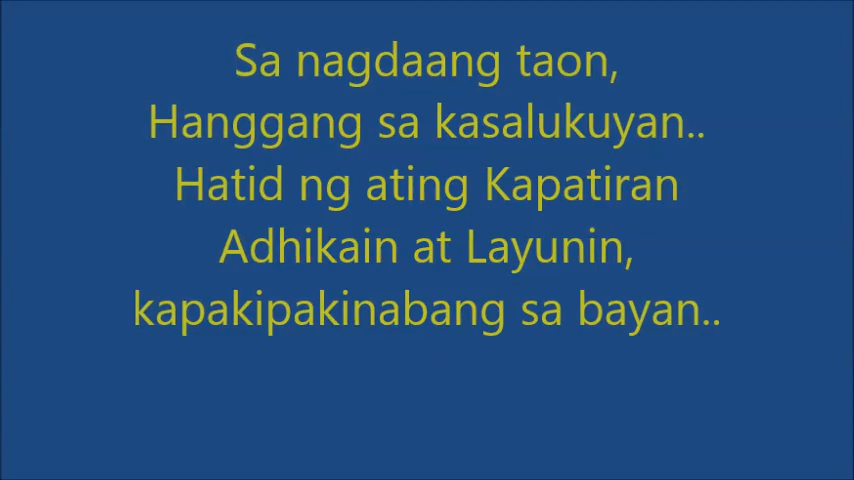 Sa nagdaang taon,
Hanggang sa kasalukuyan..
Hatid ng ating Kapatiran
Adhikain at Layunin,
kapakipakinabang sa bayan..